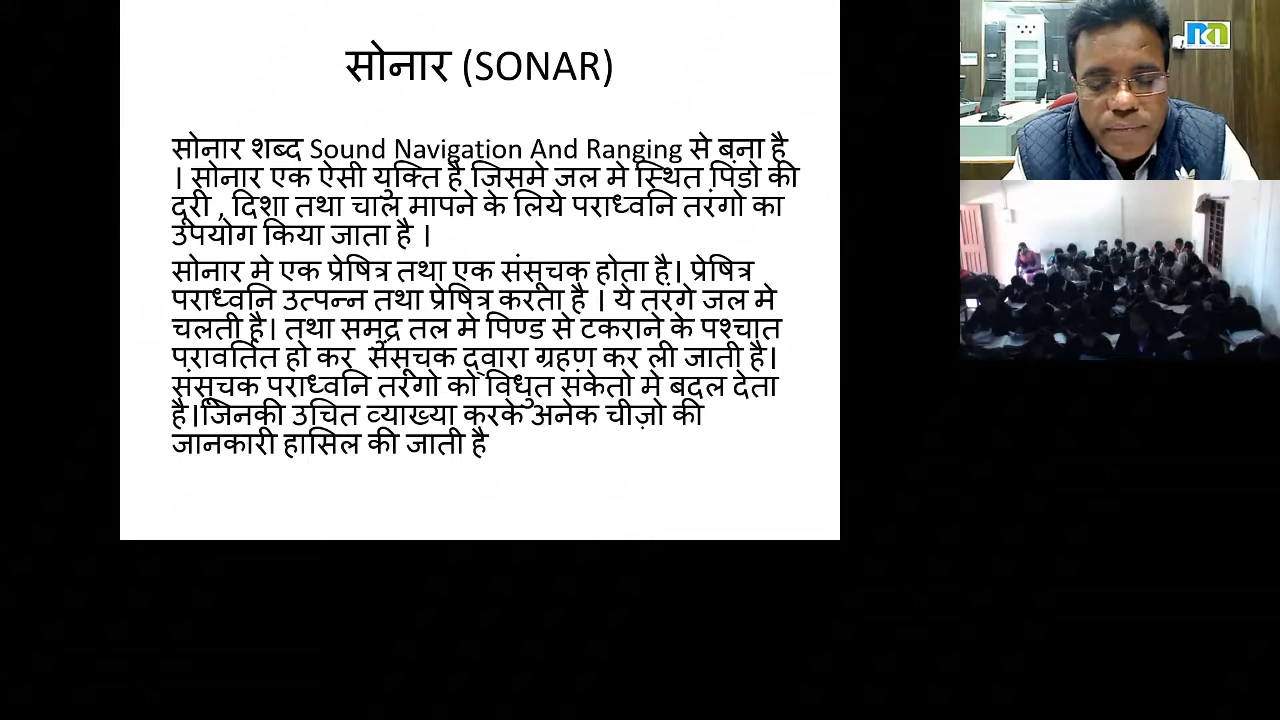 सोनार (SONAR)
सोनार शब्द Sound Navigation And Ranging से बना है
। सोनार एक ऐसी युक्ति है जिसमे जल मे स्थित पिंडो की
दूरी , दिशा तथा चाल मापने के लिये पराध्वनि तरंगो का
उपयोग किया जाता है ।
सोनार मे एक प्रेषित्र तथा एक संसूचक होता है। प्रेषित्र
पराध्वनि उत्पन्न तथा प्रेषित्र करता है । ये तरंगे जल मे
चलती है। तथा समुद्र तल मे पिण्ड से टकराने के पश्चात
परावर्तित हो कर संसूचक द्वारा ग्रहण कर ली जाती है।
संसूचक पराध्वनि तरंगो को विधुत संकेतो मे बदल देता
है।जिनकी उचित व्याख्या करके अनेक चीज़ो की
जानकारी हासिल की जाती है